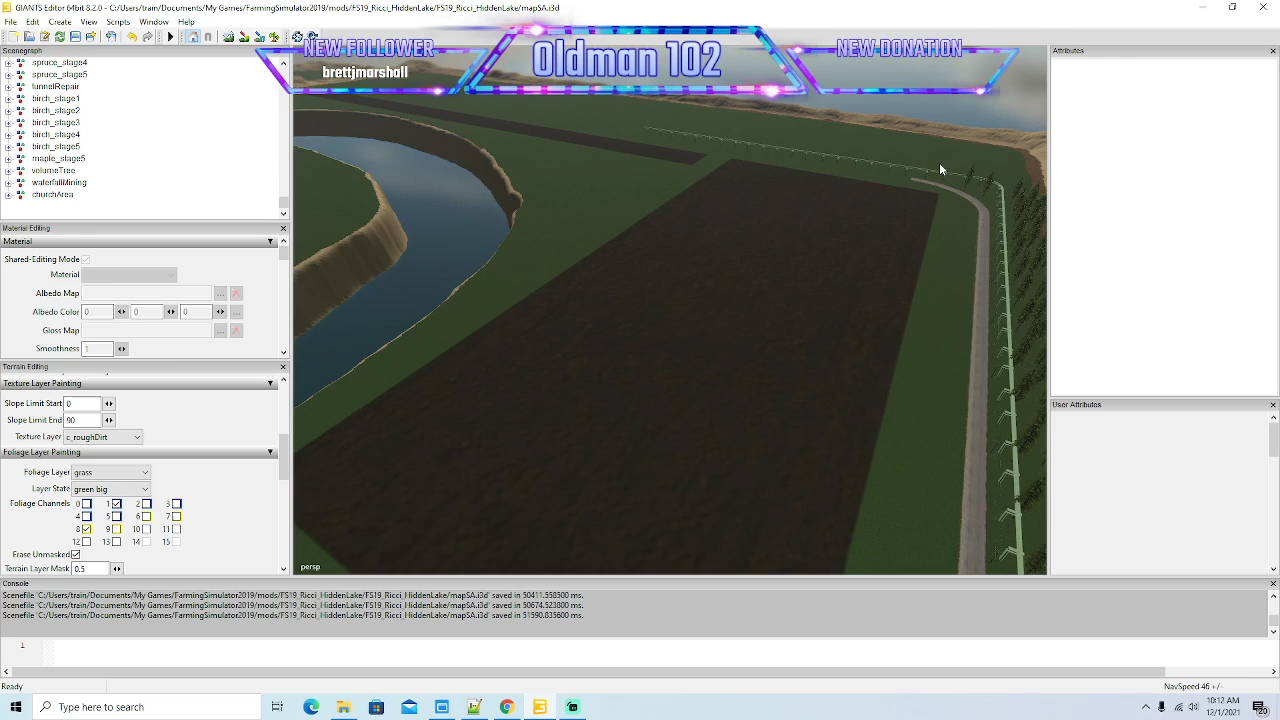 GIANTS Editor 64bit 8.2.0 - C:/Users/train/Documents/My Games/FarmingSimulator2019/mods/FS19_Ricci_HiddenLake/FS19_Ricci_HiddenLake/mapSA.i3d
View Scripts Window Help
NEW FOLLOWER
brettjmarshall
Oldman 102
NEW DONATION
Scenegraph
spruce_stage4
lumberRopin
birch_stage1
birch_stage3
birch_stage4
birch_stage5
maple_stage5
volumeTree
waterfallMining
churchArea
Material Editing
Material
Shared-Editing Mode
Material
Albedo Map ...
Albedo Color 0 0 0 ...
Gloss Map ...
Smoothness 1
Terrain Editing
Texture Layer Painting
Slope Limit Start 0
Slope Limit End 90
Texture Layer c_roughDirt
Foliage Layer Painting
Foliage Layer grass
Layer State green big
Foliage Channels 0 1 2 3
4 5 6 7
8 9 10 11
12 13 14 15
Erase Unmasked
Terrain Layer Mask 0.5
persp
Attributes
User Attributes
Console
Scenefile 'C:/Users/train/Documents/My Games/FarmingSimulator2019/mods/FS19_Ricci_HiddenLake/FS19_Ricci_HiddenLake/mapSA.i3d' saved in 50411.558500 ms.
Scenefile 'C:/Users/train/Documents/My Games/FarmingSimulator2019/mods/FS19_Ricci_HiddenLake/FS19_Ricci_HiddenLake/mapSA.i3d' saved in 50674.523800 ms.
Scenefile 'C:/Users/train/Documents/My Games/FarmingSimulator2019/mods/FS19_Ricci_HiddenLake/FS19_Ricci_HiddenLake/mapSA.i3d' saved in 51590.835600 ms.
1
Ready
NavSpeed 46 +/-
Type here to search
10:12 AM
12/1/2021